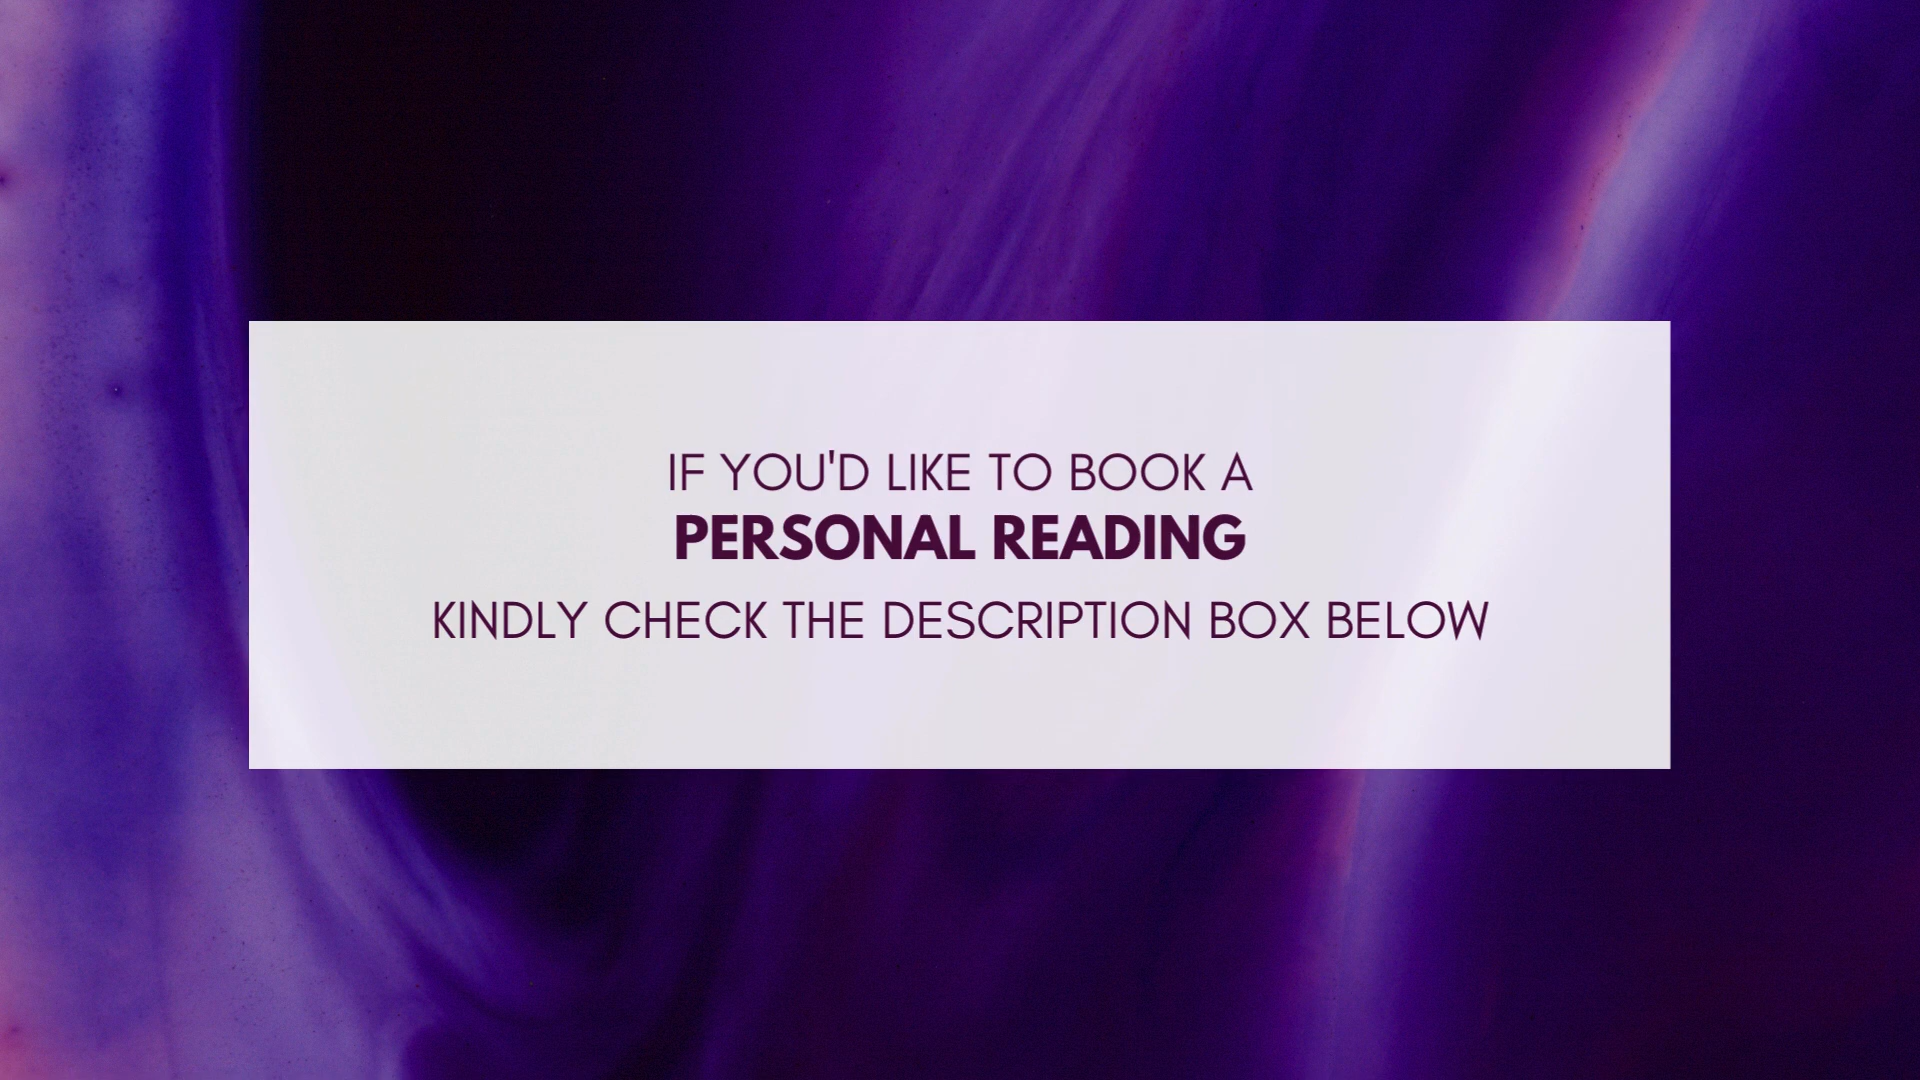 IF YOU'D LIKE TO BOOK A
PERSONAL READING
KINDLY CHECK THE DESCRIPTION BOX BELOW